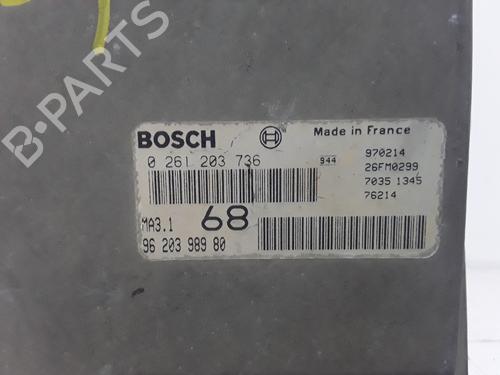 B-PARTS
BOSCH
Made in France
0 261 203 736
944
970214
26FM0299
7035 1345
76214
MA3.1
68
96 203 989 80